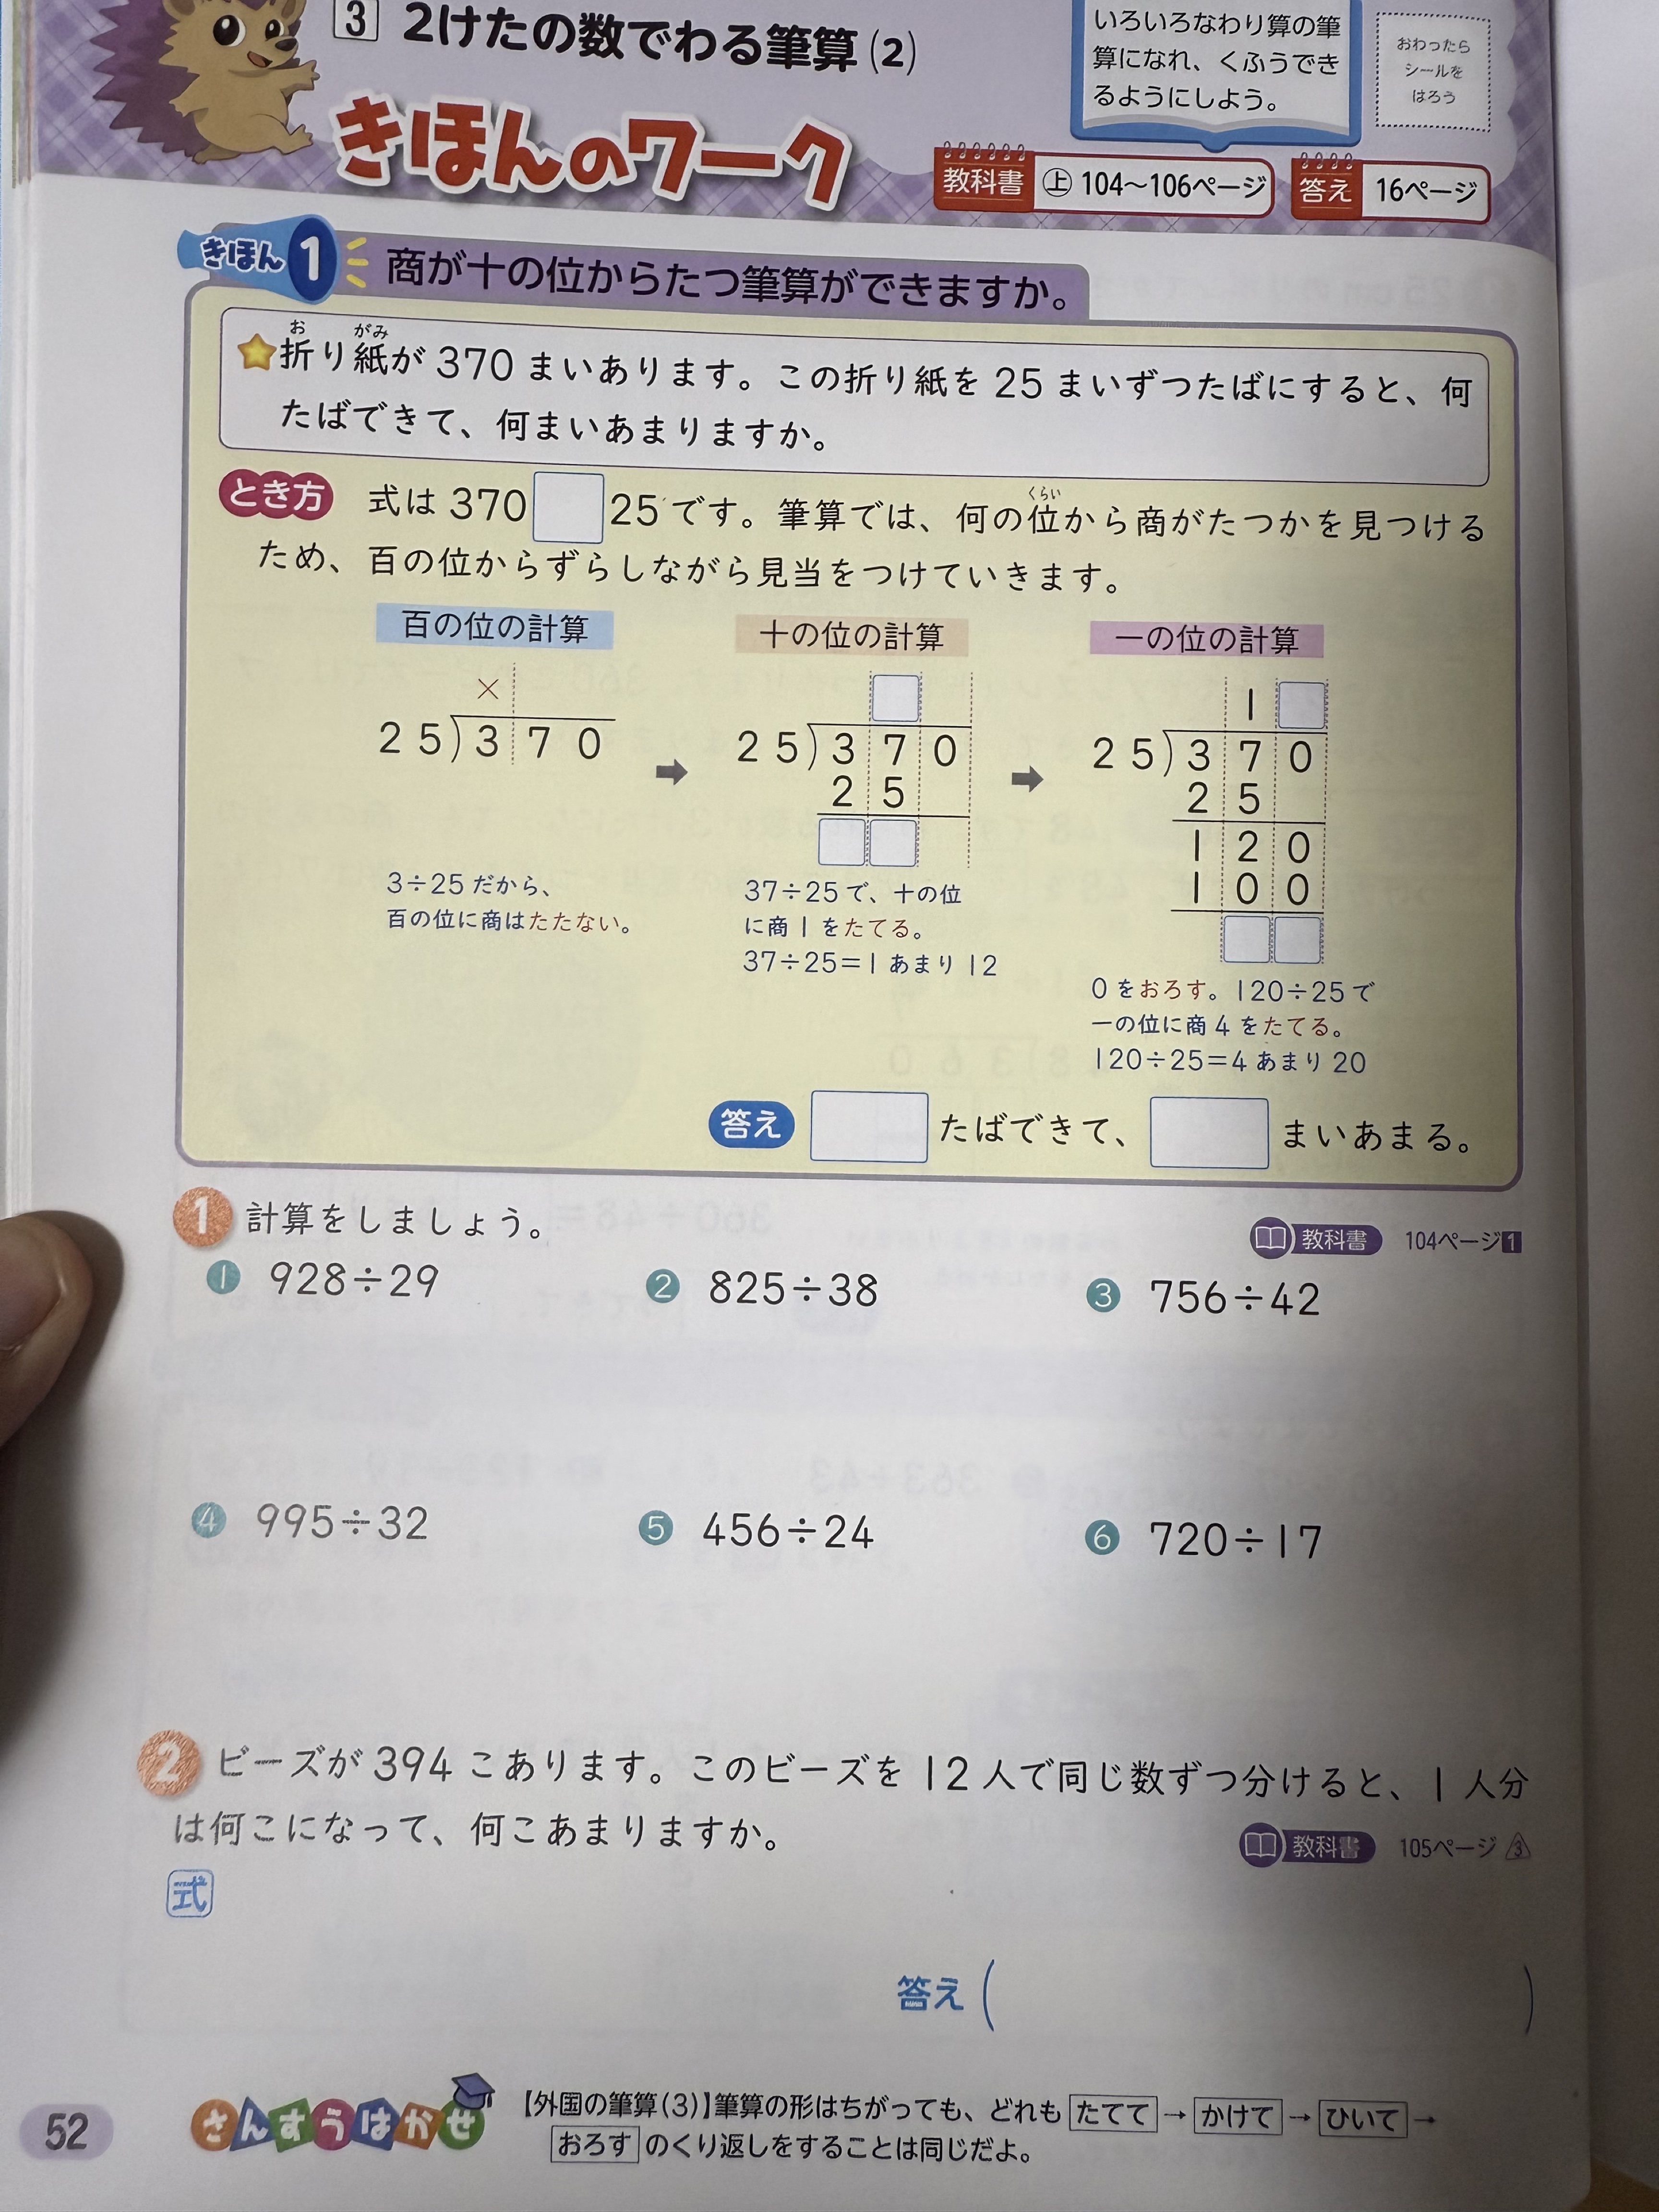 3 2けたの数でわる筆算(2)
きほんのワーク
いろいろなわり算の筆
算になれ、くふうでき
るようにしよう。
おわったら
シールを
はろう
教科書 ㊤104〜106ページ
答え 16ページ
きほん 1 商が十の位からたつ筆算ができますか。
お がみ
折り紙が 370 まいあります。この折り紙を 25 まいずつたばにすると、何
たばできて、何まいあまりますか。
とき方 式は 370 □ 25 です。筆算では、何の位から商がたつかを見つける
くらい
ため、百の位からずらしながら見当をつけていきます。
百の位の計算
×
25)370
3÷25 だから、
百の位に商はたたない。
十の位の計算
□
25)370
25
□□
37÷25 で、十の位
に商 1 をたてる。
37÷25=1 あまり 12
一の位の計算
1□
25)370
25
120
100
□□
0 をおろす。120÷25 で
一の位に商 4 をたてる。
120÷25=4 あまり 20
答え □ たばできて、□ まいあまる。
1 計算をしましょう。
教科書 104ページ1
① 928÷29 ② 825÷38 ③ 756÷42
④ 995÷32 ⑤ 456÷24 ⑥ 720÷17
2 ビーズが 394 こあります。このビーズを 12 人で同じ数ずつ分けると、1 人分
は何こになって、何こあまりますか。
教科書 105ページ3
式
答え ( )
52
さんすうはかせ
【外国の筆算(3)】筆算の形はちがっても、どれも たてて → かけて → ひいて →
おろす のくり返しをすることは同じだよ。